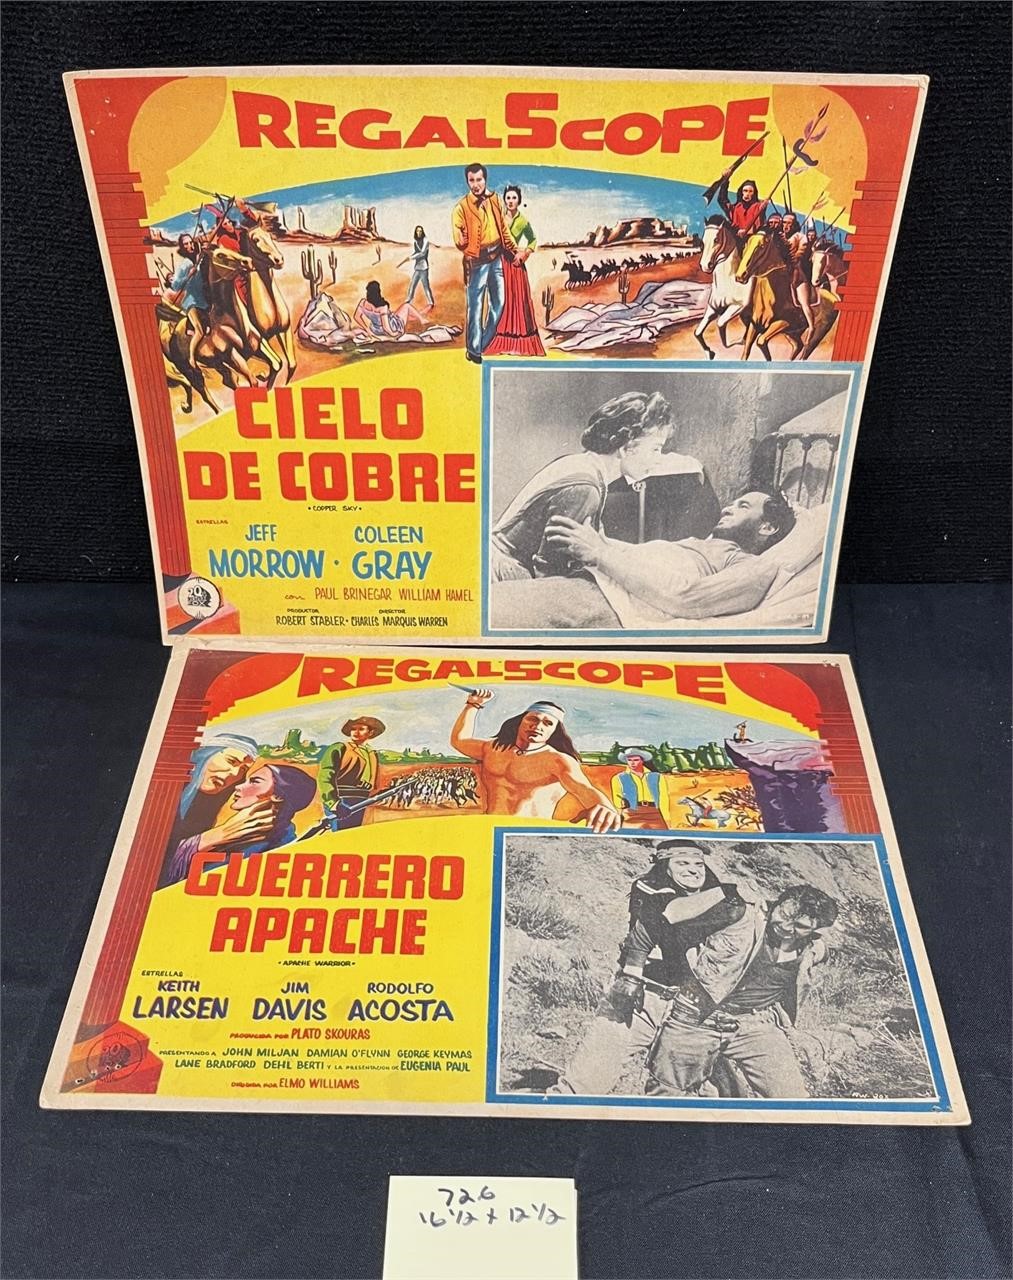 REGALSCOPE
CIELO
DE COBRE
• COPPER SKY •
ESTRELLAS
JEFF COLEEN
MORROW • GRAY
con PAUL BRINEGAR WILLIAM HAMEL
PRODUCTOR DIRECTOR
ROBERT STABLER • CHARLES MARQUIS WARREN
20th
CENTURY
FOX
REGALSCOPE
GUERRERO
APACHE
• APACHE WARRIOR •
ESTRELLAS
KEITH JIM RODOLFO
LARSEN DAVIS ACOSTA
PRODUCIDA POR PLATO SKOURAS
PRESENTANDO A JOHN MILJAN DAMIAN O'FLYNN GEORGE KEYMAS
LANE BRADFORD DEHL BERTI Y LA PRESENTACION DE EUGENIA PAUL
DIRIGIDA POR ELMO WILLIAMS
726
16 1/2 x 12 1/2